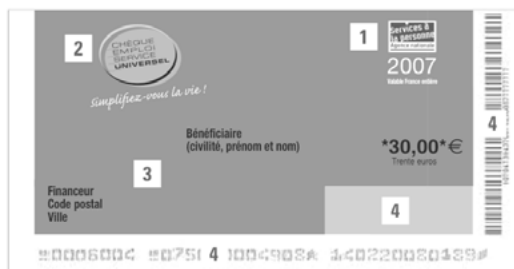 2
CHÈQUE
EMPLOI
SERVICE
UNIVERSEL
simplifiez-vous la vie !
1
Services à
la personne
Agence nationale
2007
Valable France entière
Bénéficiaire
(civilité, prénom et nom)
*30,00*€
Trente euros
3
4
Financeur
Code postal
Ville
4
4